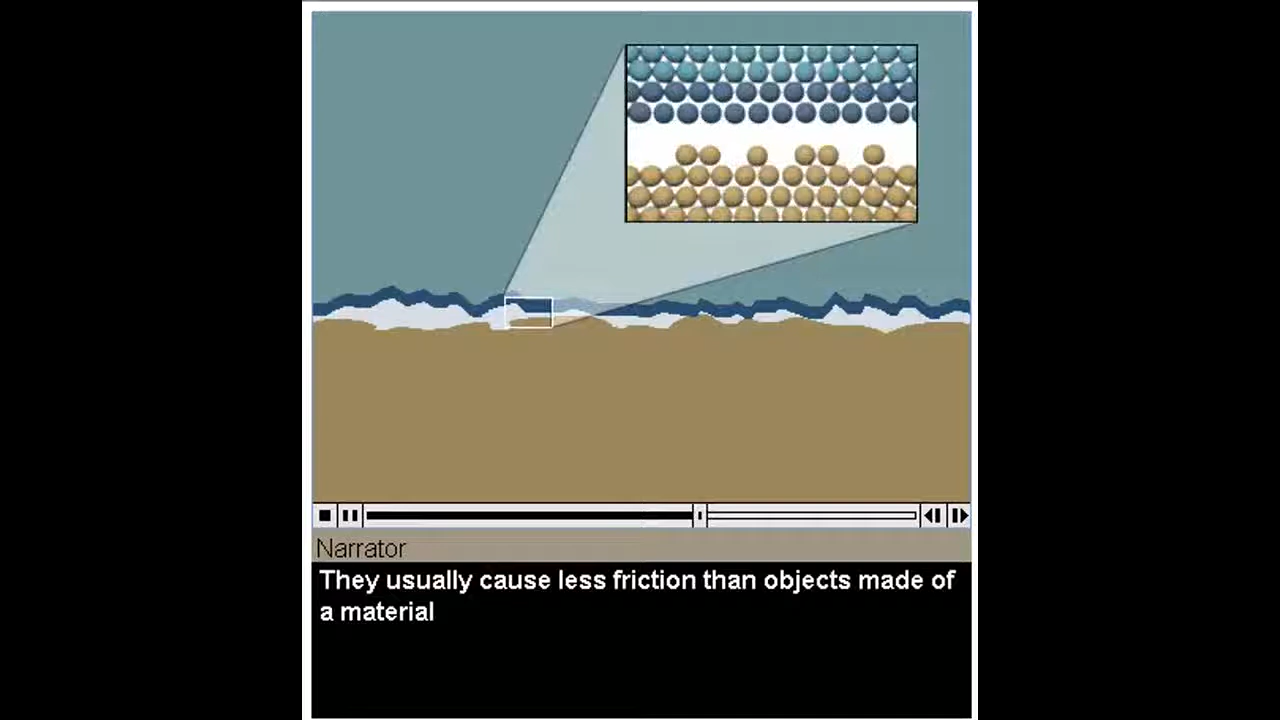 Narrator
They usually cause less friction than objects made of
a material